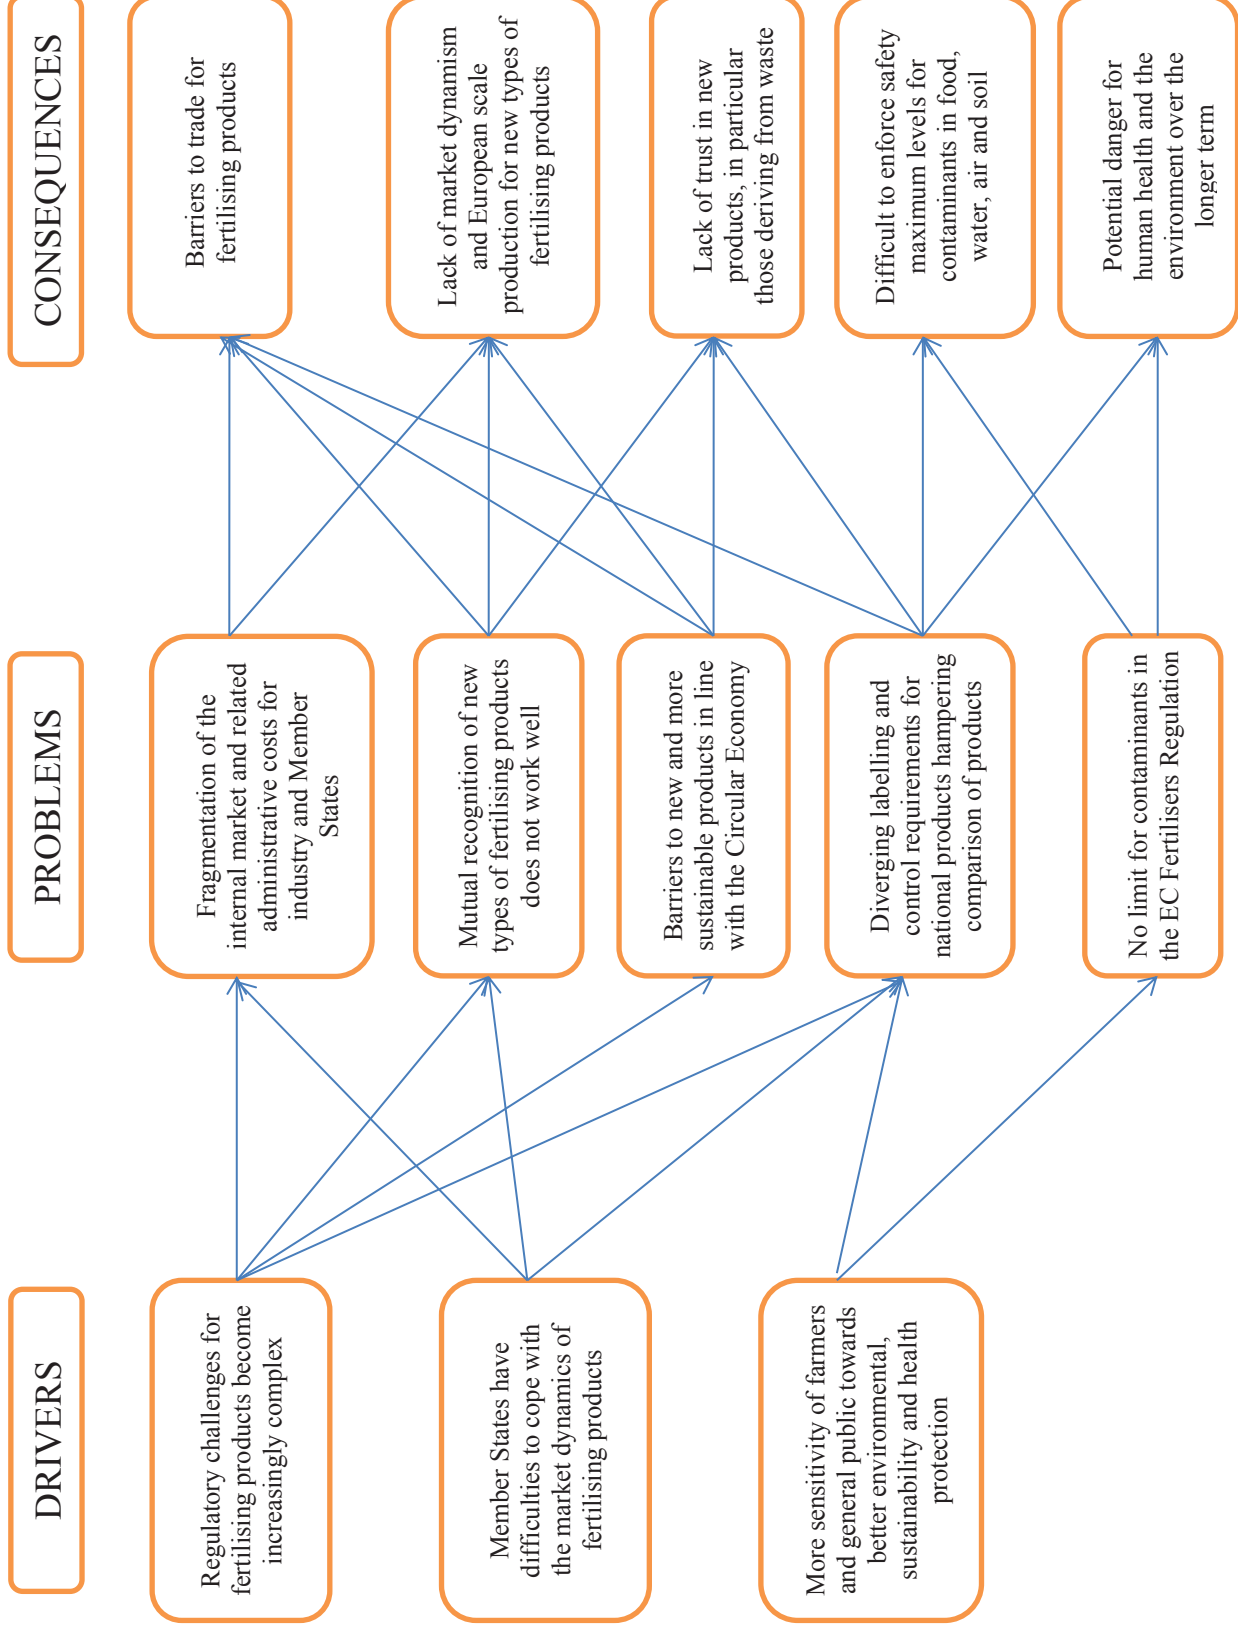 DRIVERS
Regulatory challenges for
fertilising products become
increasingly complex
Member States have
difficulties to cope with
the market dynamics of
fertilising products
More sensitivity of farmers
and general public towards
better environmental,
sustainability and health
protection
PROBLEMS
Fragmentation of the
internal market and related
administrative costs for
industry and Member
States
Mutual recognition of new
types of fertilising products
does not work well
Barriers to new and more
sustainable products in line
with the Circular Economy
Diverging labelling and
control requirements for
national products hampering
comparison of products
No limit for contaminants in
the EC Fertilisers Regulation
CONSEQUENCES
Barriers to trade for
fertilising products
Lack of market dynamism
and European scale
production for new types of
fertilising products
Lack of trust in new
products, in particular
those deriving from waste
Difficult to enforce safety
maximum levels for
contaminants in food,
water, air and soil
Potential danger for
human health and the
environment over the
longer term